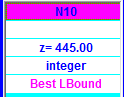 N10
z= 445.00
integer
Best LBound